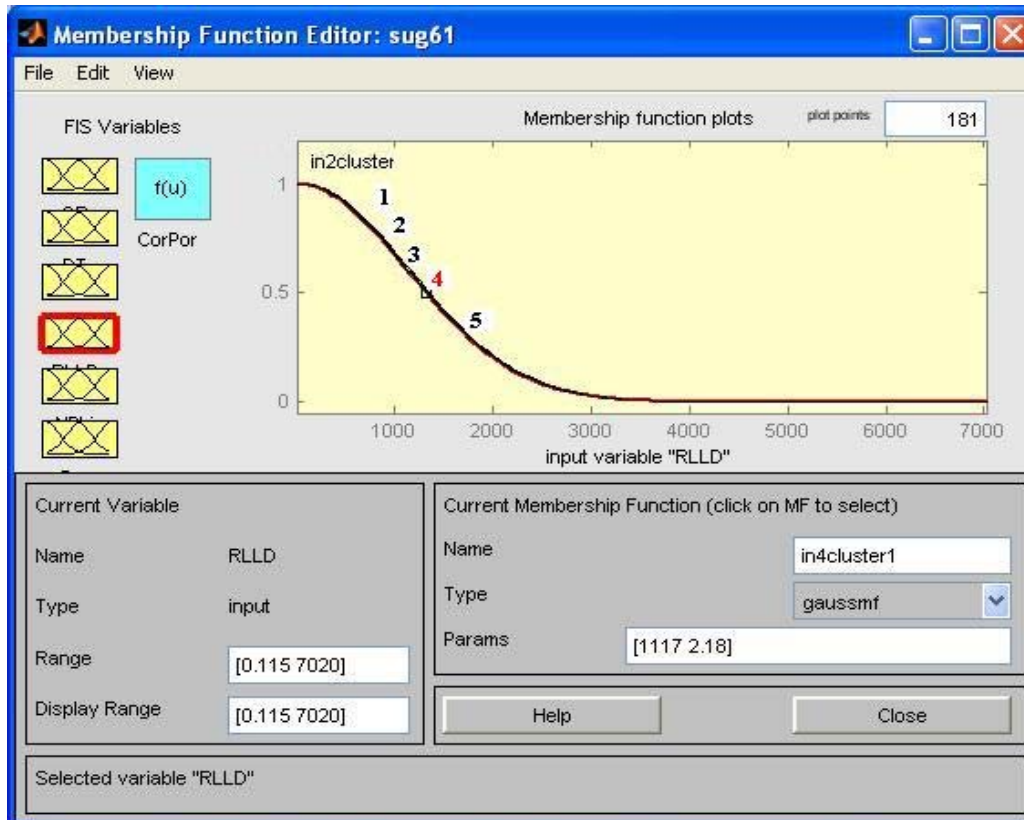 Membership Function Editor: sug61
File Edit View
FIS Variables
f(u)
CorPor
Membership function plots
plot points:
181
in2cluster
1
2
3
4
5
1
0.5
0
1000 2000 3000 4000 5000 6000 7000
input variable "RLLD"
Current Variable
Name RLLD
Type input
Range [0.115 7020]
Display Range [0.115 7020]
Current Membership Function (click on MF to select)
Name in4cluster1
Type gaussmf
Params [1117 2.18]
Help Close
Selected variable "RLLD"